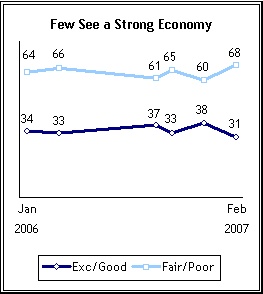 Few See a Strong Economy
64 66 61 65 60 68
34 33 37 33 38 31
Jan Feb
2006 2007
Exc/Good Fair/Poor